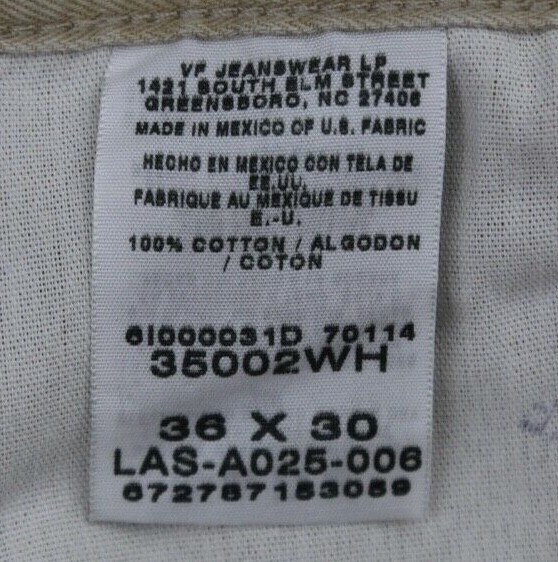 VF JEANSWEAR LP
1421 SOUTH ELM STREET
GREENSBORO, NC 27406
MADE IN MEXICO OF U.S. FABRIC
HECHO EN MEXICO CON TELA DE
EE.UU.
FABRIQUE AU MEXIQUE DE TISSU
E.-U.
100% COTTON / ALGODON
/ COTON
6I000031D 70114
35002WH
36 X 30
LAS-A025-006
672787153059